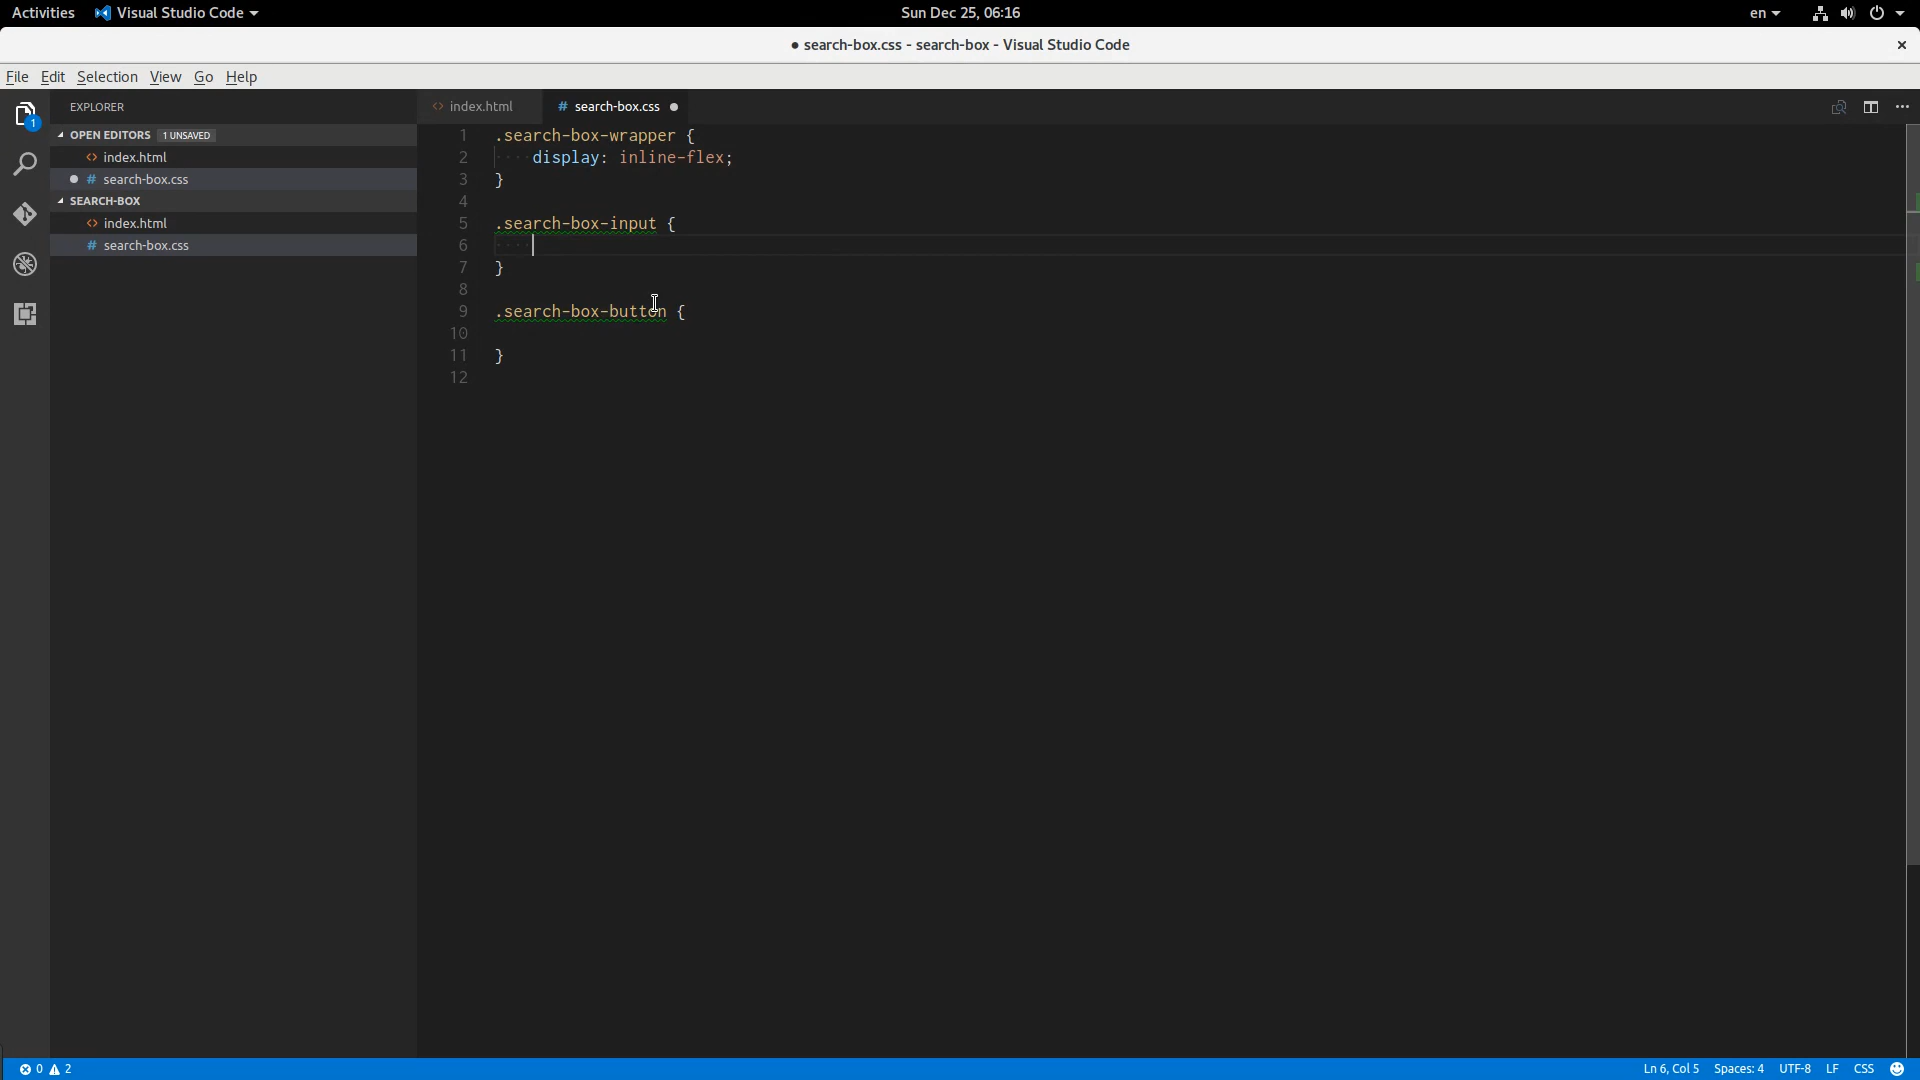 Activities Visual Studio Code Sun Dec 25, 06:16 en
● search-box.css - search-box - Visual Studio Code ×
File Edit Selection View Go Help
EXPLORER
OPEN EDITORS 1 UNSAVED
<> index.html
● # search-box.css
SEARCH-BOX
<> index.html
# search-box.css
1
<> index.html # search-box.css ●
1 .search-box-wrapper {
2 ····display: inline-flex;
3 }
4
5 .search-box-input {
6 ····
7 }
8
9 .search-box-button {
10
11 }
12
0 2 Ln 6, Col 5 Spaces: 4 UTF-8 LF CSS